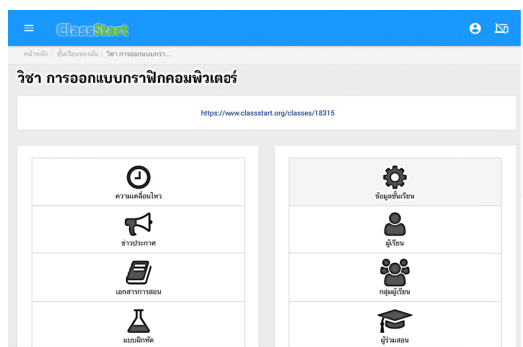 ClassStart
หน้าหลัก / ชั้นเรียนของฉัน / วิชา การออกแบบกรา...
วิชา การออกแบบกราฟิกคอมพิวเตอร์
https://www.classstart.org/classes/18315
ความเคลื่อนไหว
ข่าวประกาศ
เอกสารการสอน
แบบฝึกหัด
ข้อมูลชั้นเรียน
ผู้เรียน
กลุ่มผู้เรียน
ผู้ร่วมสอน